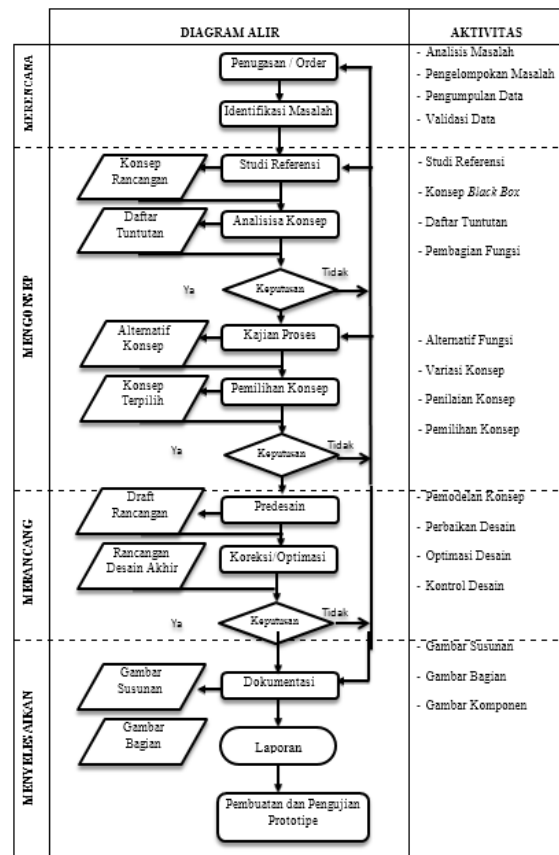 DIAGRAM ALIR
AKTIVITAS
MERENCANA
Penugasan / Order
Identifikasi Masalah
- Analisis Masalah
- Pengelompokan Masalah
- Pengumpulan Data
- Validasi Data
MENGONSEP
Konsep
Rancangan
Studi Referensi
Daftar
Tuntutan
Analisisa Konsep
Keputusan
Ya
Tidak
Alternatif
Konsep
Kajian Proses
Konsep
Terpilih
Pemilihan Konsep
Keputusan
Ya
Tidak
- Studi Referensi
- Konsep Black Box
- Daftar Tuntutan
- Pembagian Fungsi
- Alternatif Fungsi
- Variasi Konsep
- Penilaian Konsep
- Pemilihan Konsep
MERANCANG
Draft
Rancangan
Predesain
Rancangan
Desain Akhir
Koreksi/Optimasi
Keputusan
Ya
Tidak
- Pemodelan Konsep
- Perbaikan Desain
- Optimasi Desain
- Kontrol Desain
MENYELESAIKAN
Gambar
Susunan
Dokumentasi
Gambar
Bagian
Laporan
Pembuatan dan Pengujian
Prototipe
- Gambar Susunan
- Gambar Bagian
- Gambar Komponen